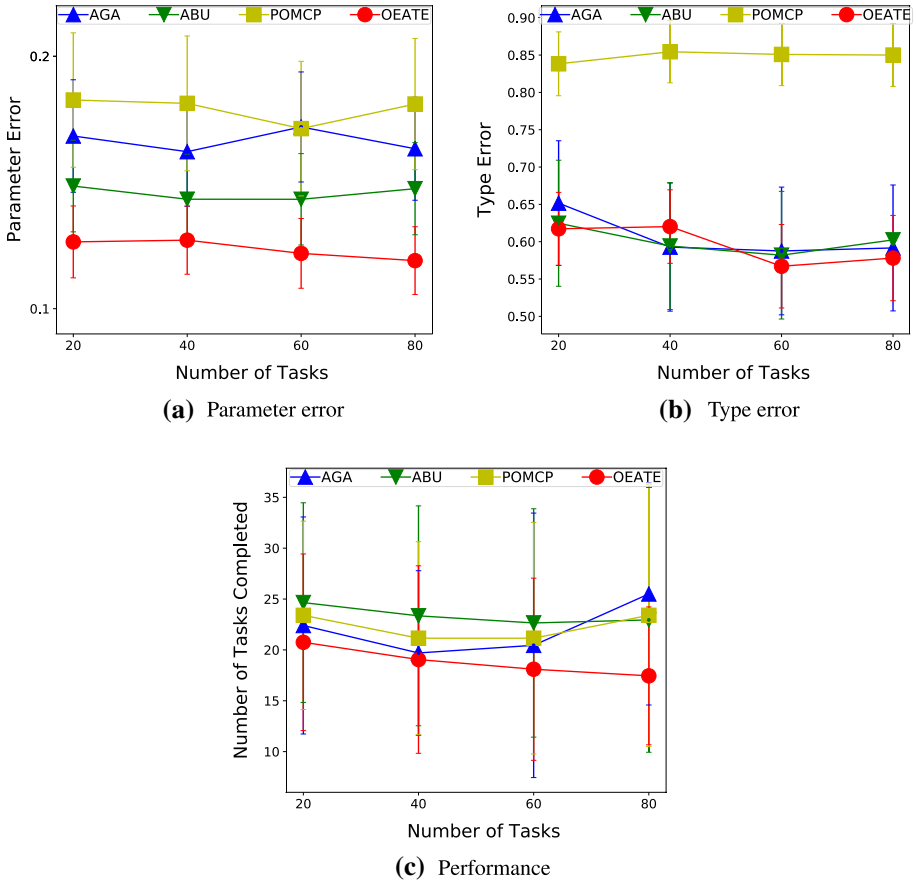 AGA ABU POMCP OEATE
0.2
0.1
Parameter Error
20 40 60 80
Number of Tasks
(a) Parameter error
AGA ABU POMCP OEATE
0.90
0.85
0.80
0.75
0.70
0.65
0.60
0.55
0.50
Type Error
20 40 60 80
Number of Tasks
(b) Type error
AGA ABU POMCP OEATE
35
30
25
20
15
10
Number of Tasks Completed
20 40 60 80
Number of Tasks
(c) Performance